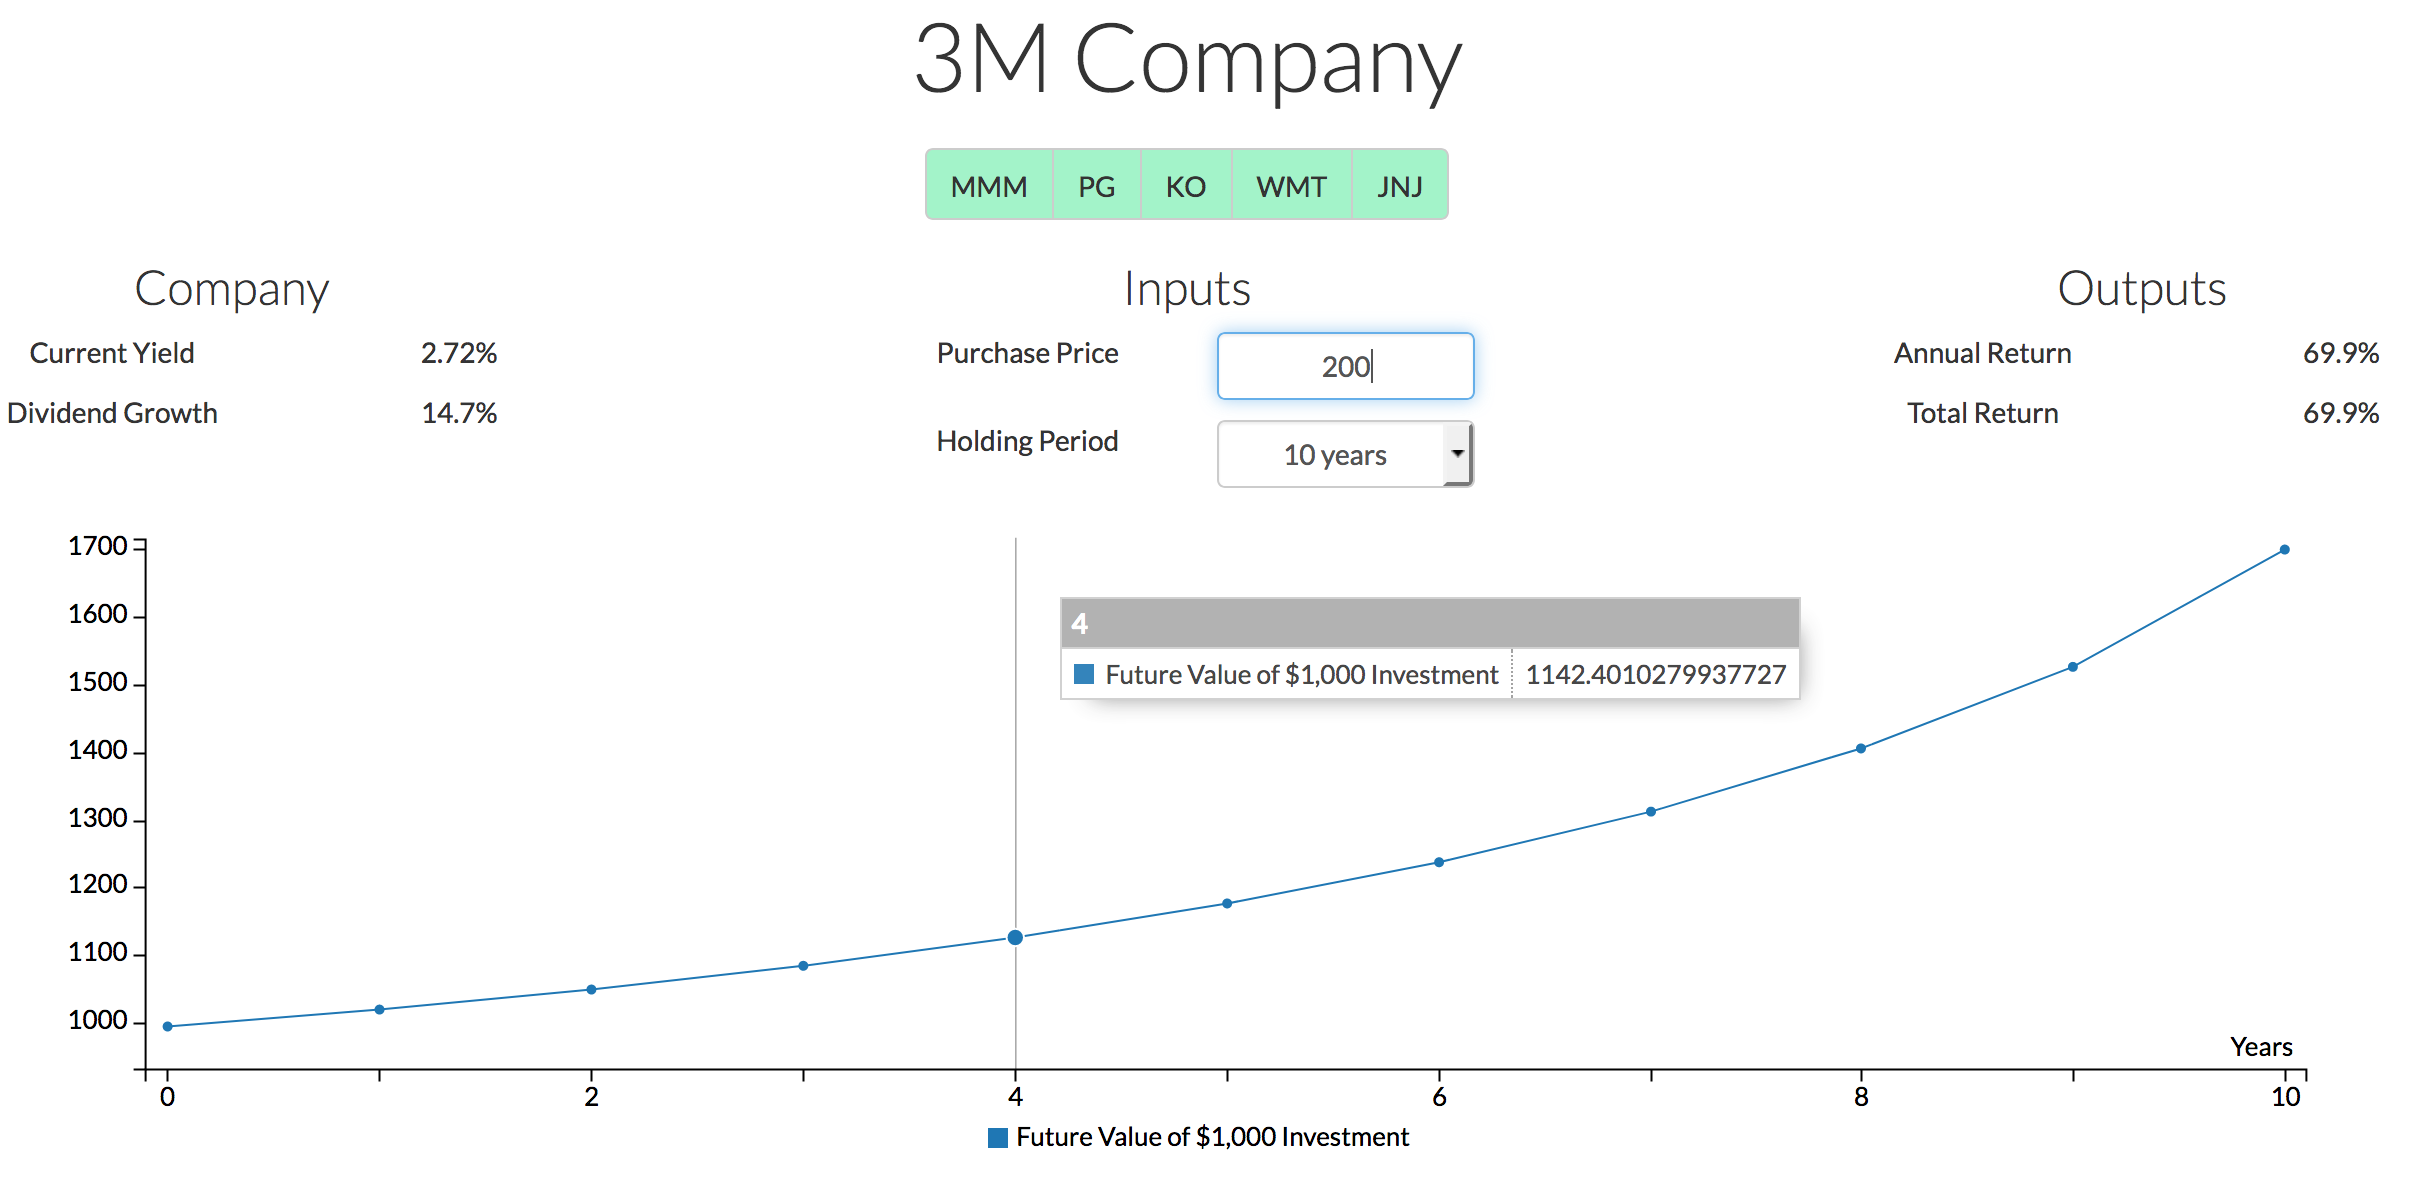 3M Company
MMM PG KO WMT JNJ
Company
Current Yield 2.72%
Dividend Growth 14.7%
Inputs
Purchase Price 200
Holding Period 10 years
Outputs
Annual Return 69.9%
Total Return 69.9%
1700
1600
1500
1400
1300
1200
1100
1000
4
Future Value of $1,000 Investment 1142.4010279937727
Years
0 2 4 6 8 10
Future Value of $1,000 Investment